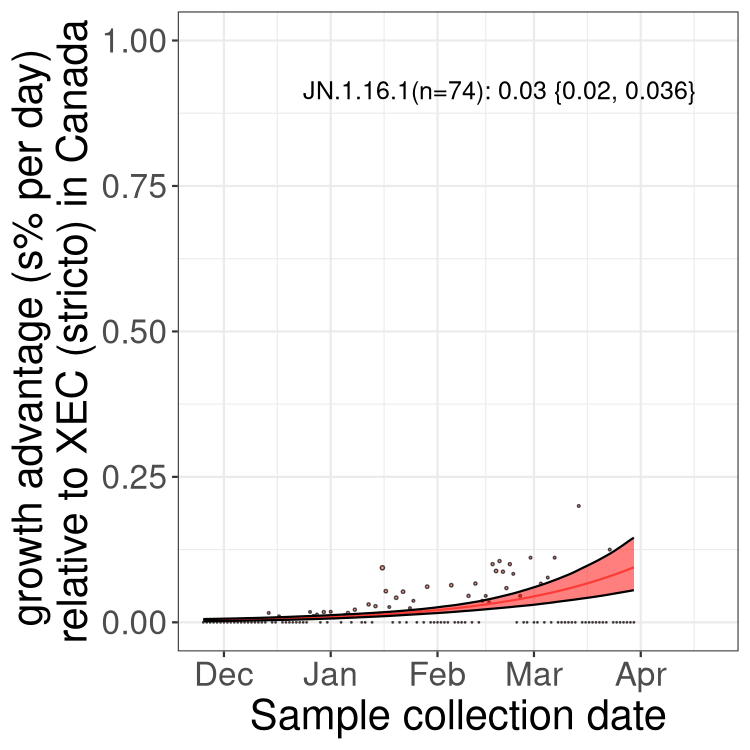 growth advantage (s% per day)
relative to XEC (stricto) in Canada
1.00
0.75
0.50
0.25
0.00
JN.1.16.1(n=74): 0.03 {0.02, 0.036}
Dec Jan Feb Mar Apr
Sample collection date